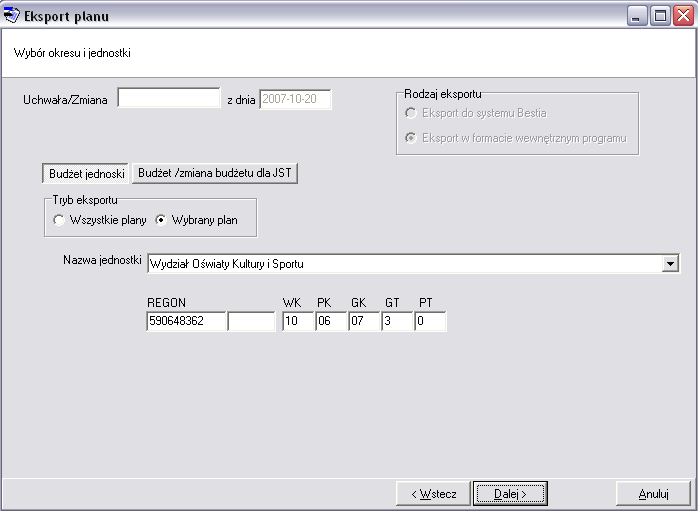 Eksport planu
Wybór okresu i jednostki
Uchwała/Zmiana z dnia 2007-10-20
Rodzaj eksportu
Eksport do systemu Bestia
Eksport w formacie wewnętrznym programu
Budżet jednoski Budżet /zmiana budżetu dla JST
Tryb eksportu
Wszystkie plany Wybrany plan
Nazwa jednostki Wydział Oświaty Kultury i Sportu
REGON WK PK GK GT PT
590648362 10 06 07 3 0
< Wstecz Dalej > Anuluj